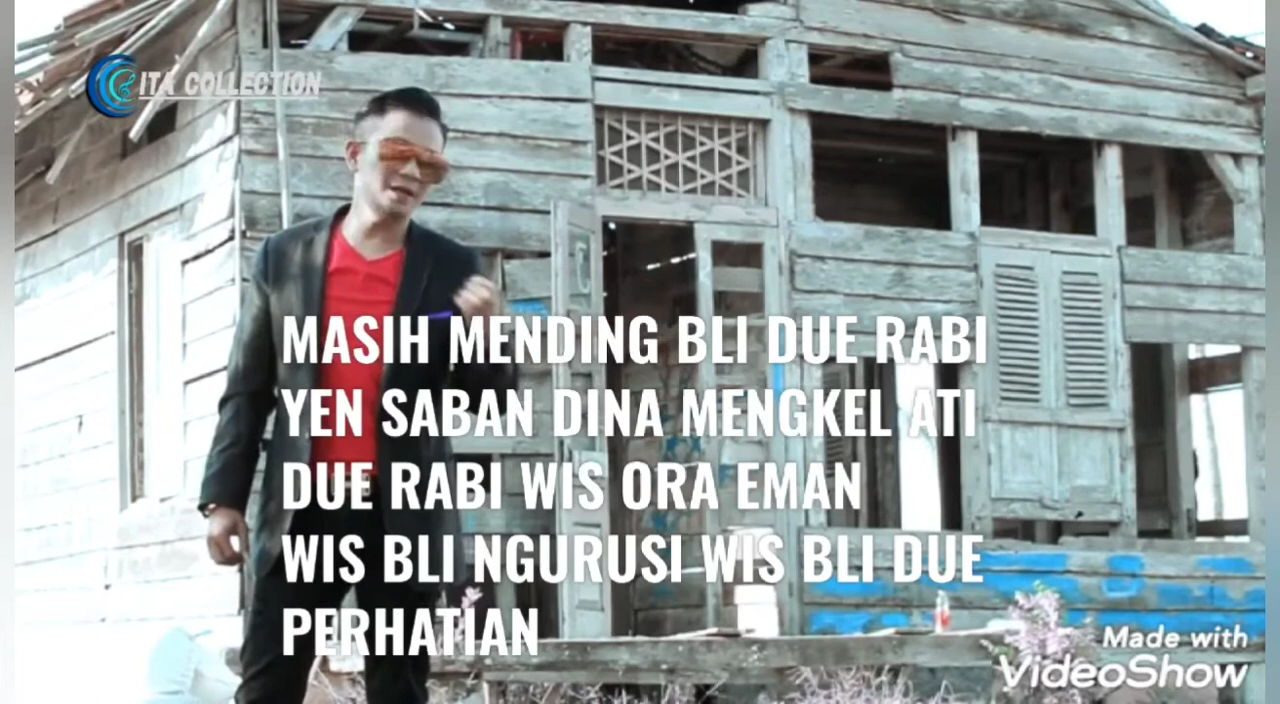 ITA COLLECTION
MASIH MENDING BLI DUE RABI
YEN SABAN DINA MENGKEL ATI
DUE RABI WIS ORA EMAN
WIS BLI NGURUSI WIS BLI DUE
PERHATIAN
Made with
VideoShow